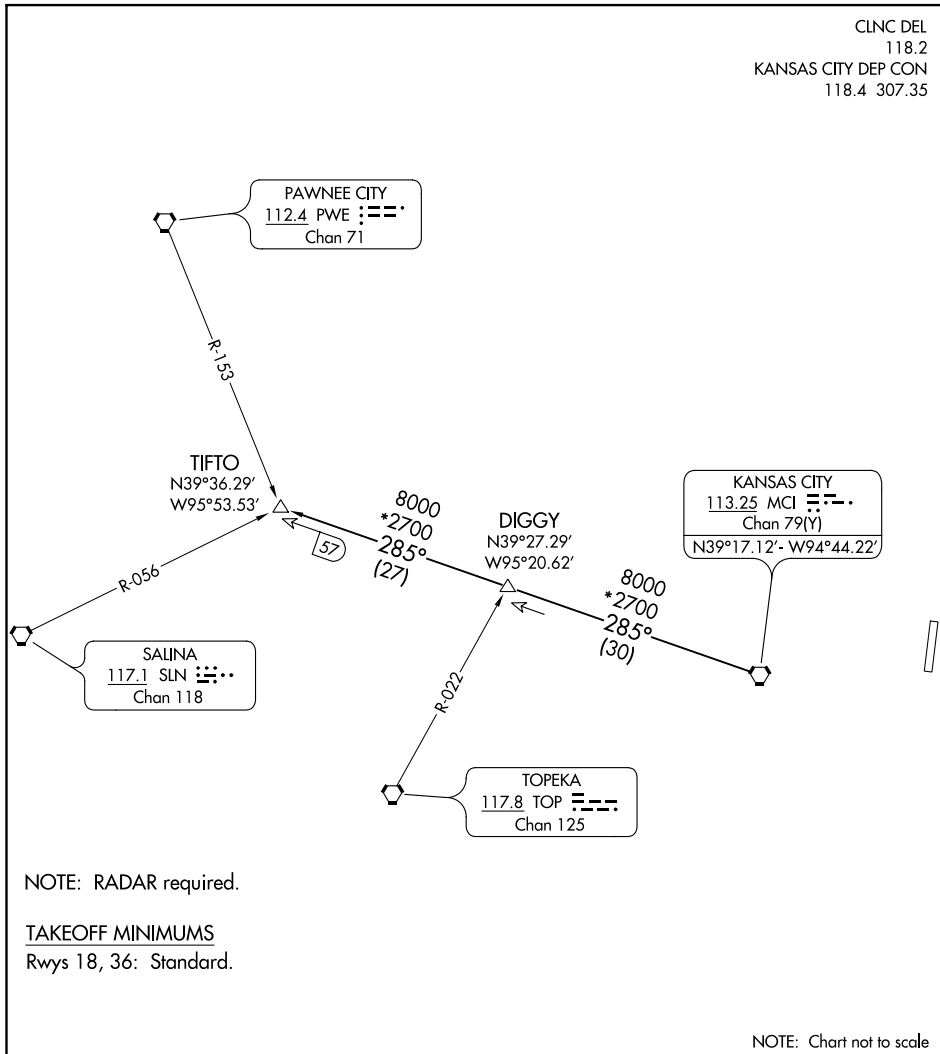 CLNC DEL
118.2
KANSAS CITY DEP CON
118.4 307.35
PAWNEE CITY
112.4 PWE
Chan 71
R-153
TIFTO
N39°36.29'
W95°53.53'
8000
*2700
285°
(27)
57
DIGGY
N39°27.29'
W95°20.62'
KANSAS CITY
113.25 MCI
Chan 79(Y)
N39°17.12'- W94°44.22'
8000
*2700
285°
(30)
R-056
SALINA
117.1 SLN
Chan 118
R-022
TOPEKA
117.8 TOP
Chan 125
NOTE: RADAR required.
TAKEOFF MINIMUMS
Rwys 18, 36: Standard.
NOTE: Chart not to scale